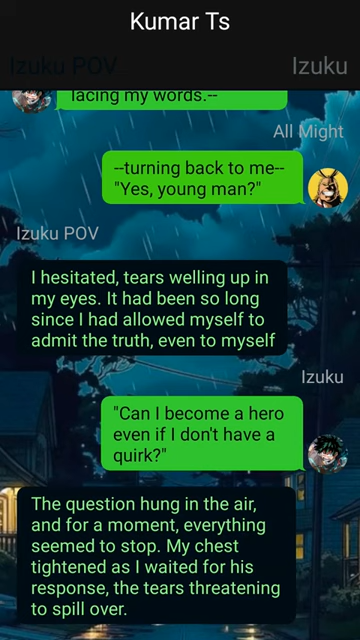 Kumar Ts
Izuku POV
Izuku
facing my words.--
All Might
--turning back to me--
"Yes, young man?"
Izuku POV
I hesitated, tears welling up in
my eyes. It had been so long
since I had allowed myself to
admit the truth, even to myself
Izuku
"Can I become a hero
even if I don't have a
quirk?"
The question hung in the air,
and for a moment, everything
seemed to stop. My chest
tightened as I waited for his
response, the tears threatening
to spill over.